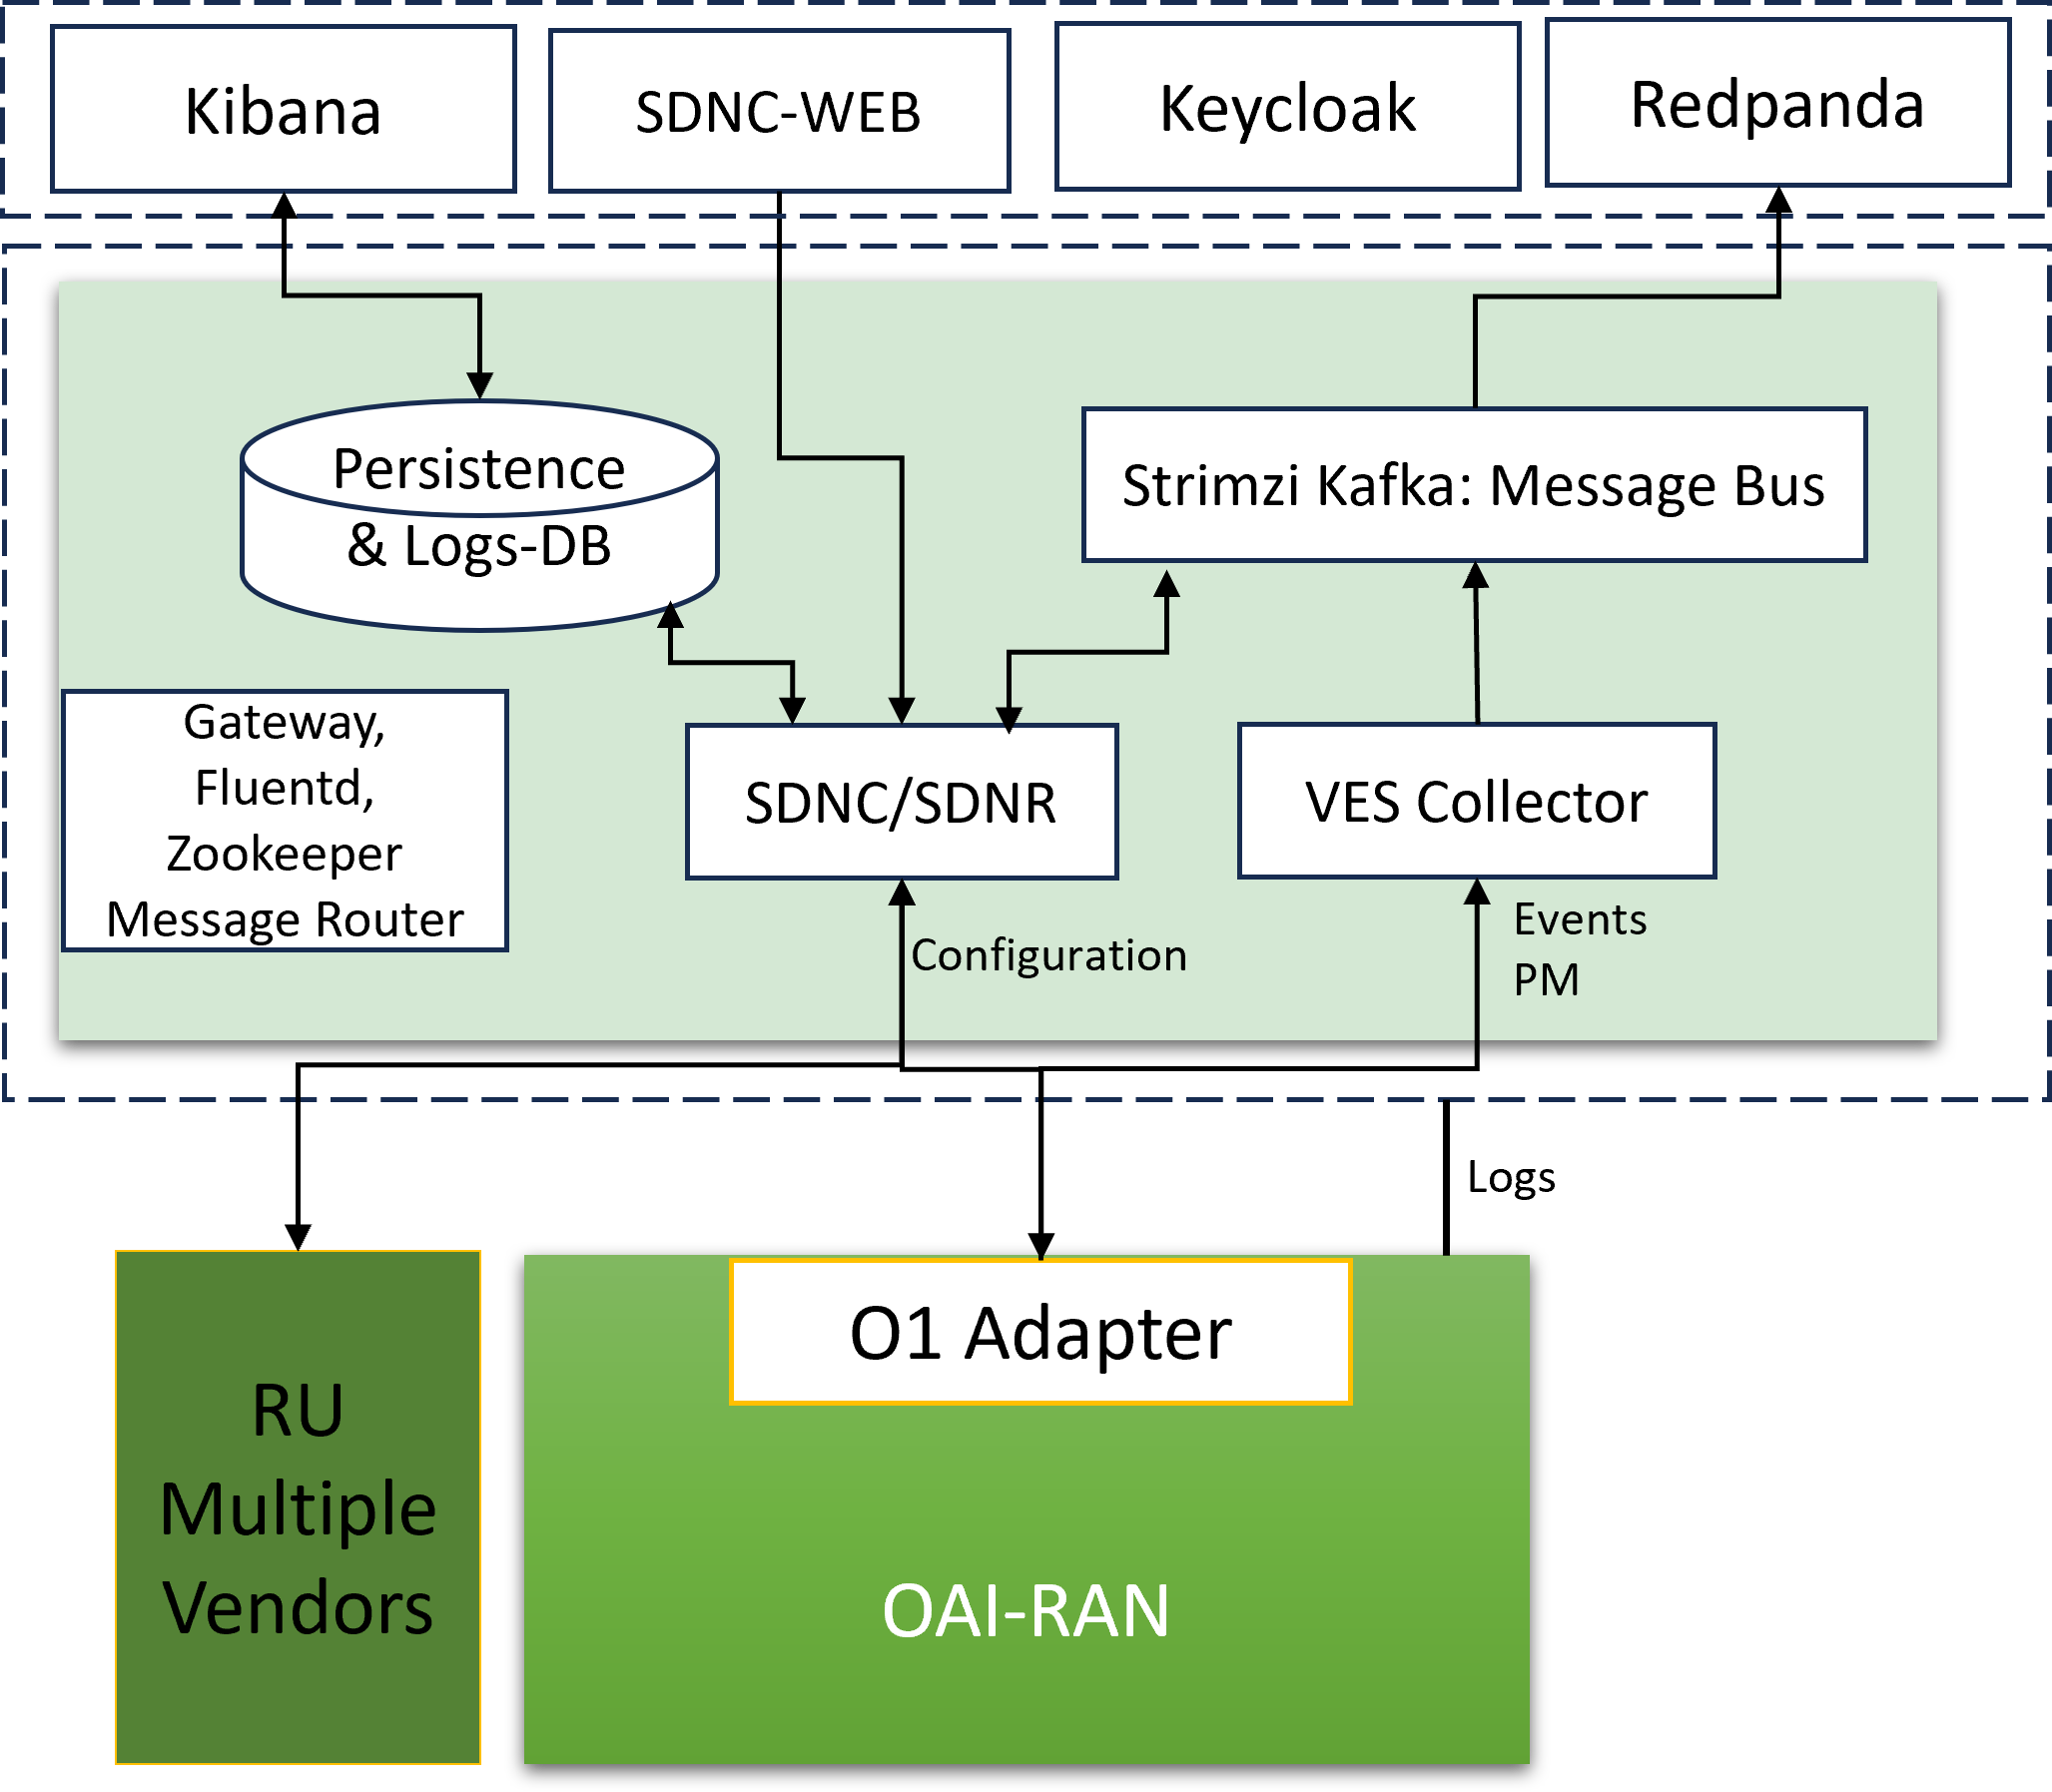 Kibana
SDNC-WEB
Keycloak
Redpanda
Persistence
& Logs-DB
Strimzi Kafka: Message Bus
Gateway,
Fluentd,
Zookeeper
Message Router
SDNC/SDNR
VES Collector
Configuration
Events
PM
Logs
RU
Multiple
Vendors
O1 Adapter
OAI-RAN